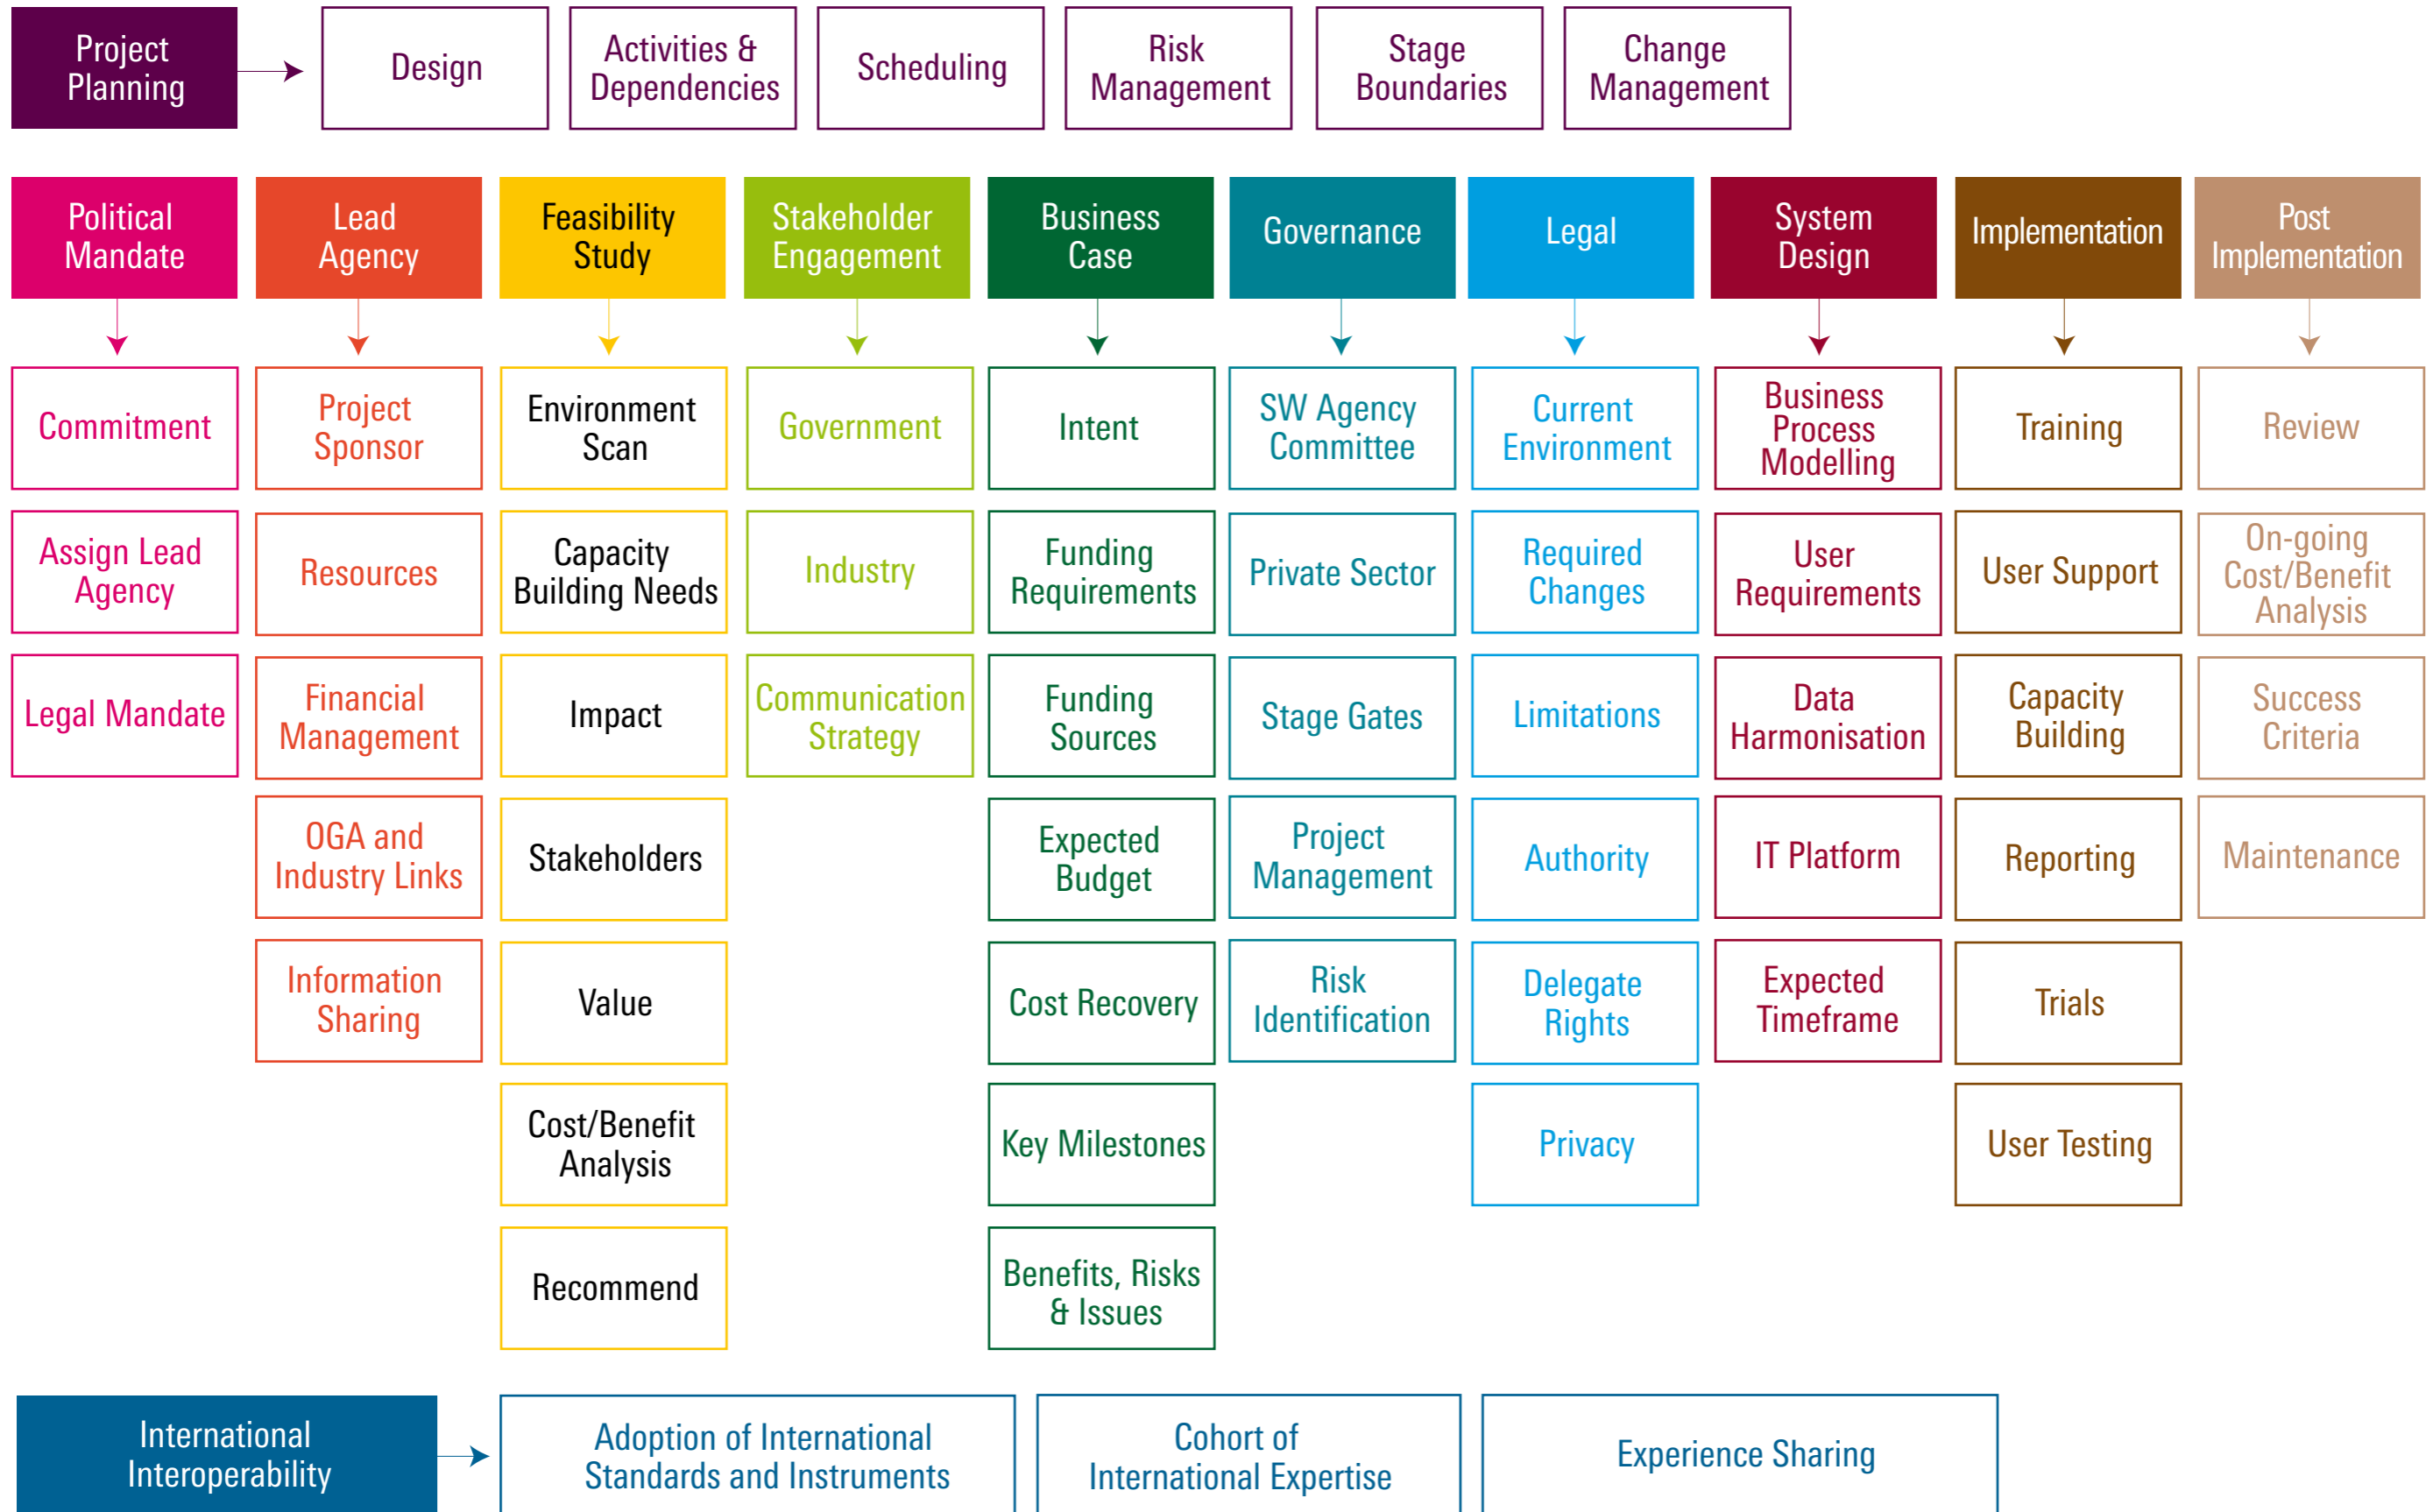 Project
Planning
Design
Activities &
Dependencies
Scheduling
Risk
Management
Stage
Boundaries
Change
Management
Political
Mandate
Commitment
Assign Lead
Agency
Legal Mandate
Lead
Agency
Project
Sponsor
Resources
Financial
Management
OGA and
Industry Links
Information
Sharing
Feasibility
Study
Environment
Scan
Capacity
Building Needs
Impact
Stakeholders
Value
Cost/Benefit
Analysis
Recommend
Stakeholder
Engagement
Government
Industry
Communication
Strategy
Business
Case
Intent
Funding
Requirements
Funding
Sources
Expected
Budget
Cost Recovery
Key Milestones
Benefits, Risks
& Issues
Governance
SW Agency
Committee
Private Sector
Stage Gates
Project
Management
Risk
Identification
Legal
Current
Environment
Required
Changes
Limitations
Authority
Delegate
Rights
Privacy
System
Design
Business
Process
Modelling
User
Requirements
Data
Harmonisation
IT Platform
Expected
Timeframe
Implementation
Training
User Support
Capacity
Building
Reporting
Trials
User Testing
Post
Implementation
Review
On-going
Cost/Benefit
Analysis
Success
Criteria
Maintenance
International
Interoperability
Adoption of International
Standards and Instruments
Cohort of
International Expertise
Experience Sharing